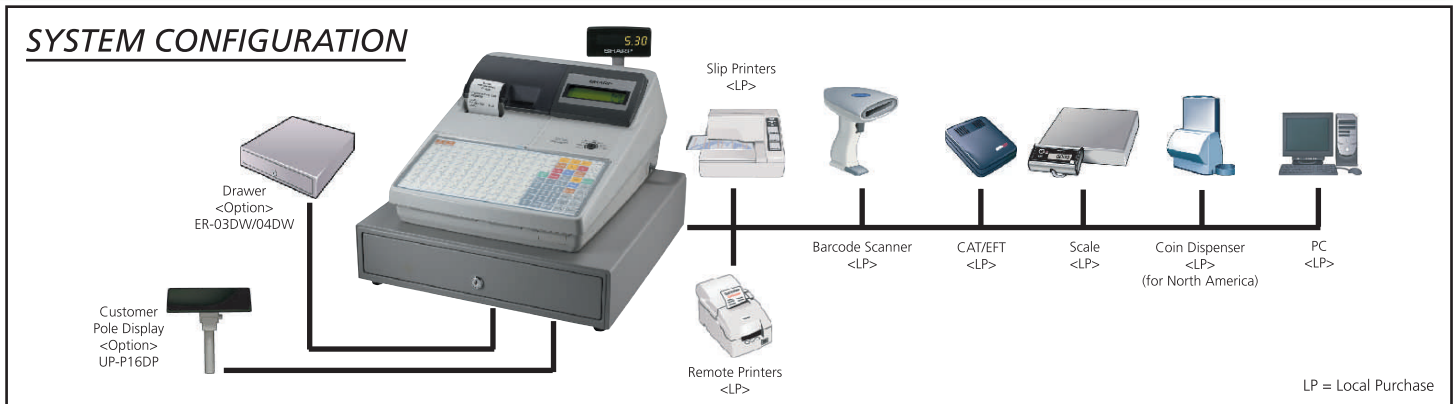 SYSTEM CONFIGURATION
5.30
SHARP
Slip Printers
<LP>
Drawer
<Option>
ER-03DW/04DW
Barcode Scanner
<LP>
CAT/EFT
<LP>
Scale
<LP>
Coin Dispenser
<LP>
(for North America)
PC
<LP>
Customer
Pole Display
<Option>
UP-P16DP
Remote Printers
<LP>
LP = Local Purchase